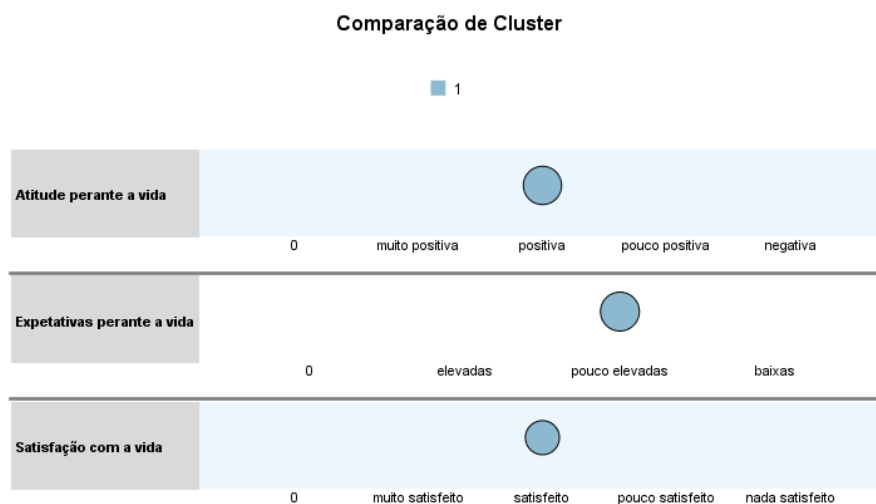 Comparação de Cluster
1
Atitude perante a vida
0 muito positiva positiva pouco positiva negativa
Expetativas perante a vida
0 elevadas pouco elevadas baixas
Satisfação com a vida
0 muito satisfeito satisfeito pouco satisfeito nada satisfeito